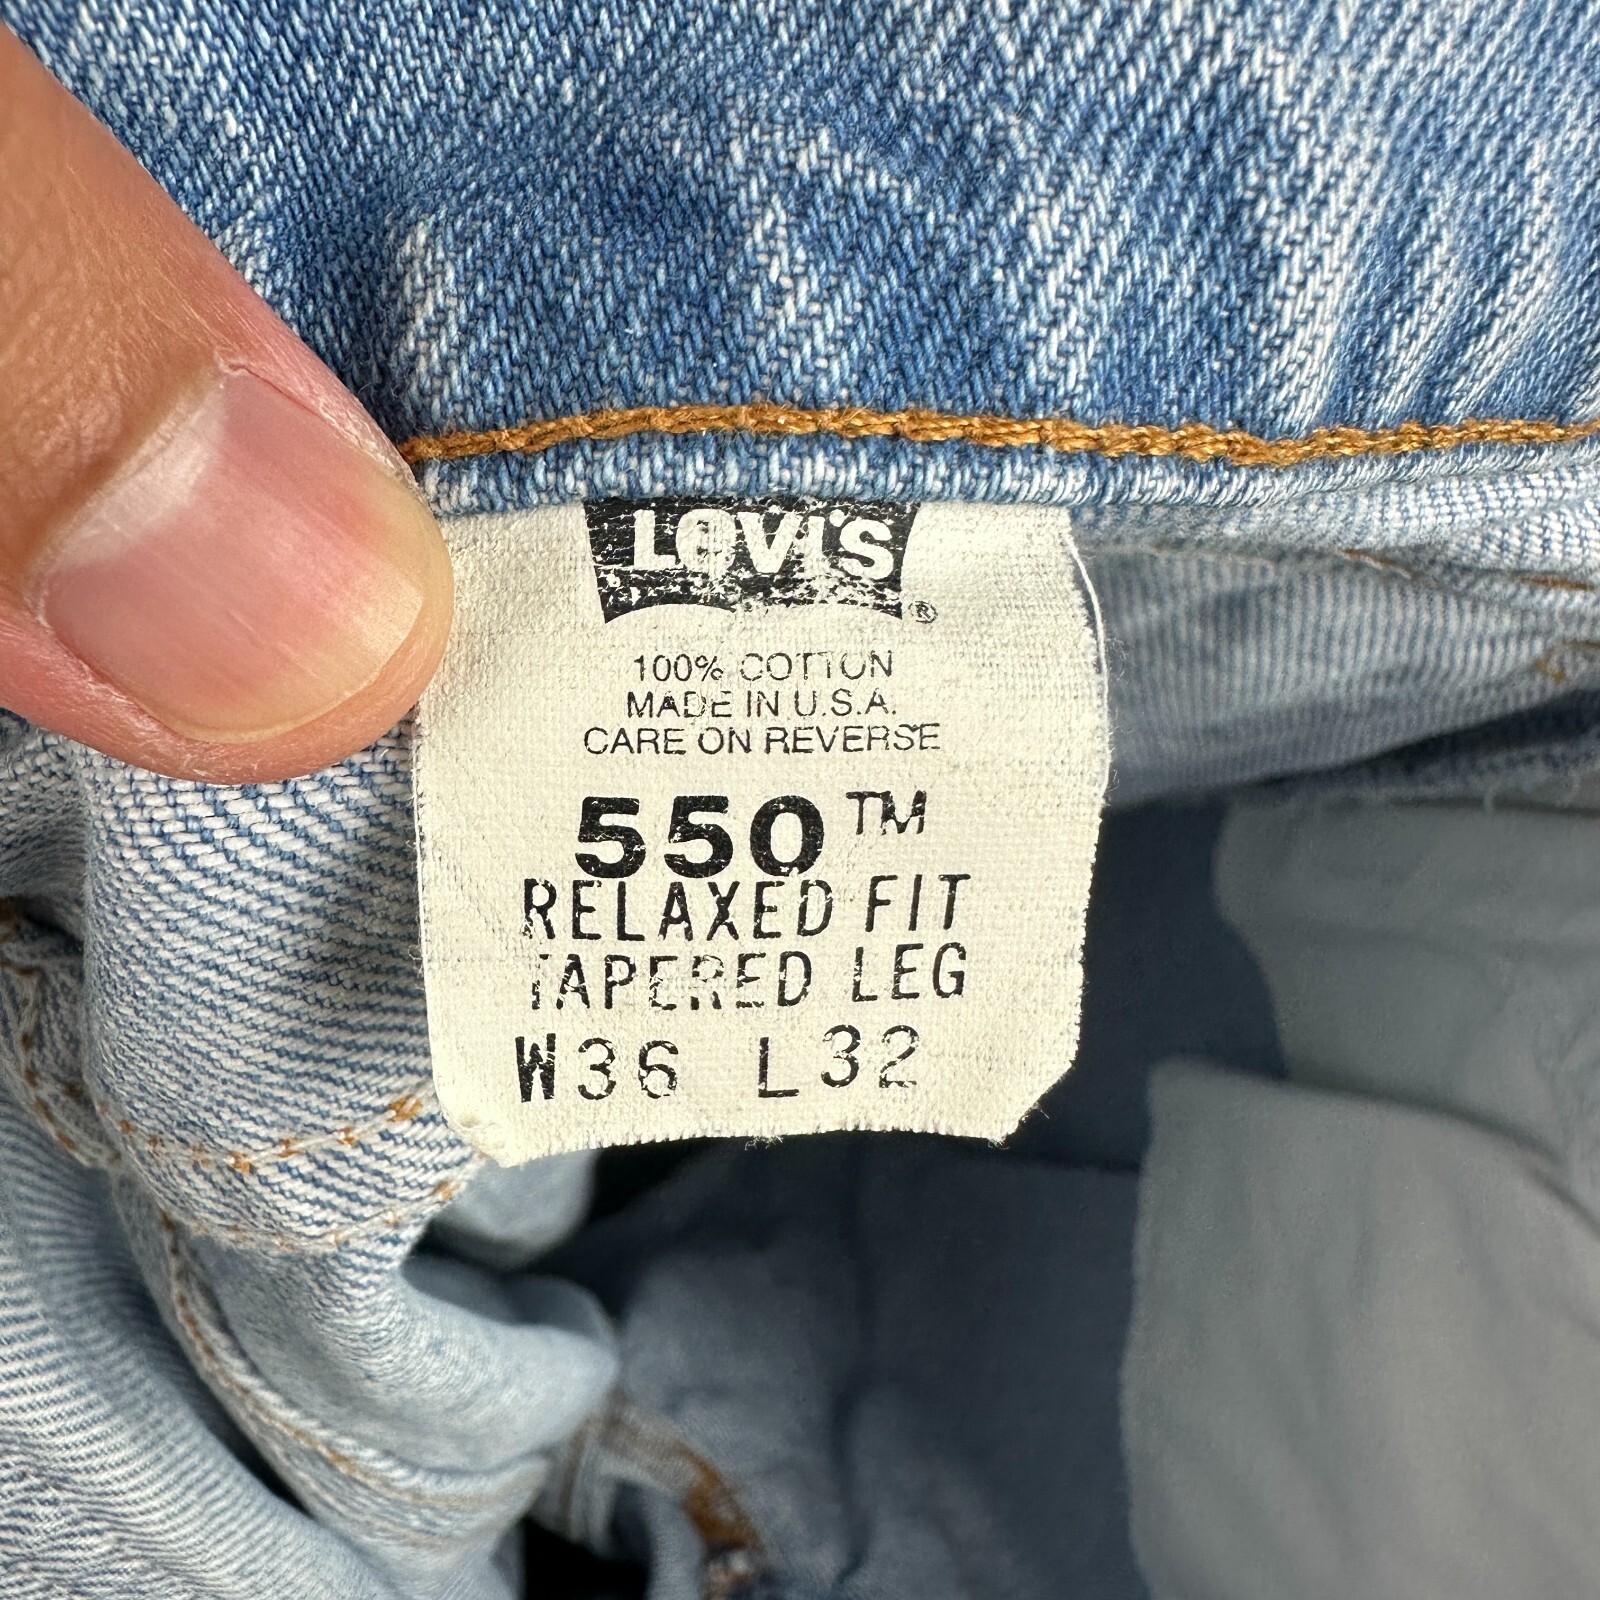 LEVI'S ®
100% COTTON
MADE IN U.S.A.
CARE ON REVERSE
550™
RELAXED FIT
TAPERED LEG
W36 L32